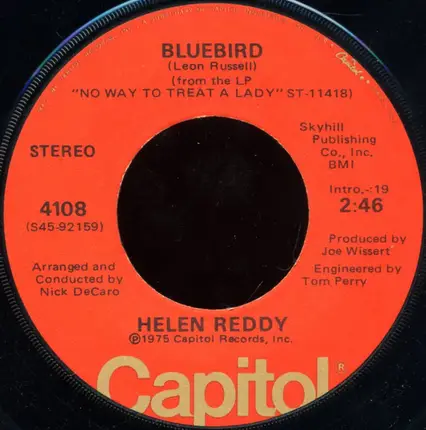 BLUEBIRD
(Leon Russell)
(from the LP
"NO WAY TO TREAT A LADY" ST-11418)
STEREO
Skyhill
Publishing
Co., Inc.
BMI
4108
(S45-92159)
Intro.-:19
2:46
Arranged and
Conducted by
Nick DeCaro
Produced by
Joe Wissert
Engineered by
Tom Perry
HELEN REDDY
Ⓟ1975 Capitol Records, Inc.
Capitol®
Capitol